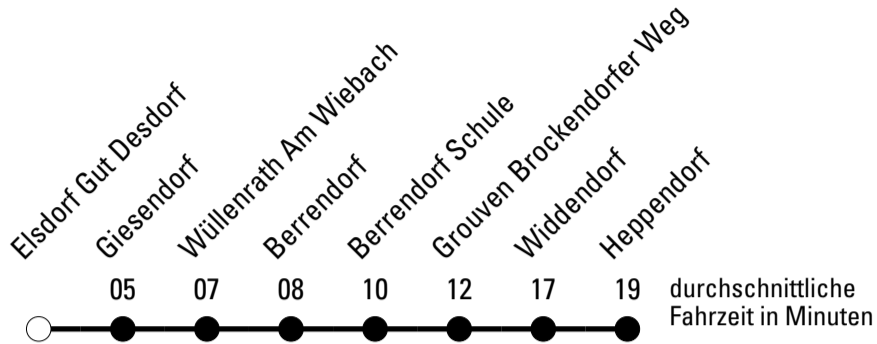 Elsdorf Gut Desdorf
Giesendorf
Wüllenrath Am Wiebach
Berrendorf
Berrendorf Schule
Grouven Brockendorfer Weg
Widdendorf
Heppendorf
05 07 08 10 12 17 19
durchschnittliche
Fahrzeit in Minuten